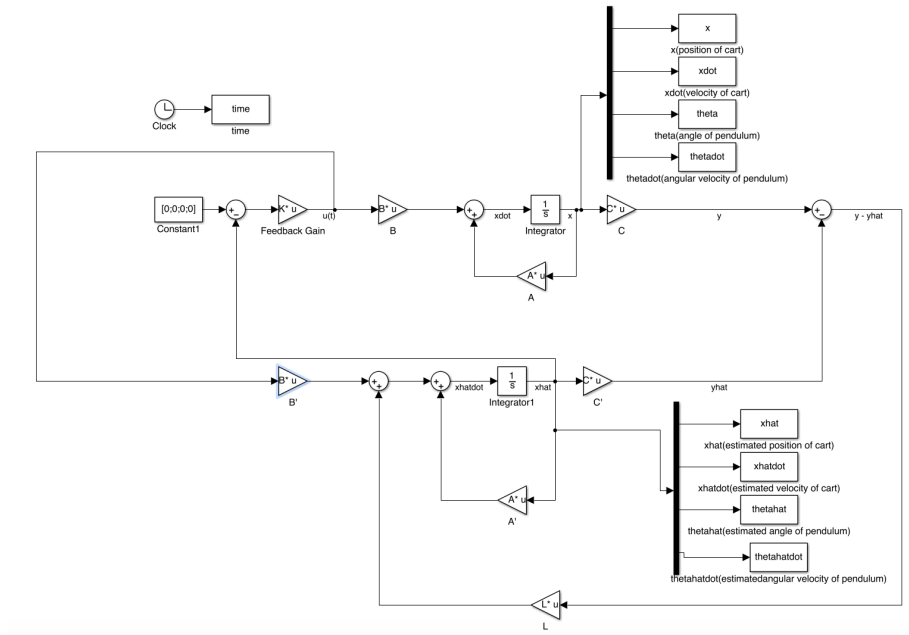 x
x(position of cart)
xdot
xdot(velocity of cart)
theta
theta(angle of pendulum)
thetadot
thetadot(angular velocity of pendulum)
time
Clock
time
[0;0;0;0]
Constant1
+
−
K* u
Feedback Gain
u(t)
B* u
B
+
+
xdot
1
s
Integrator
x
C* u
C
y
+
−
y - yhat
A* u
A
B* u
B'
+
+
+
+
xhatdot
1
s
Integrator1
xhat
C* u
C'
yhat
A* u
A'
xhat
xhat(estimated position of cart)
xhatdot
xhatdot(estimated velocity of cart)
thetahat
thetahat(estimated angle of pendulum)
thetahatdot
thetahatdot(estimatedangular velocity of pendulum)
L* u
L